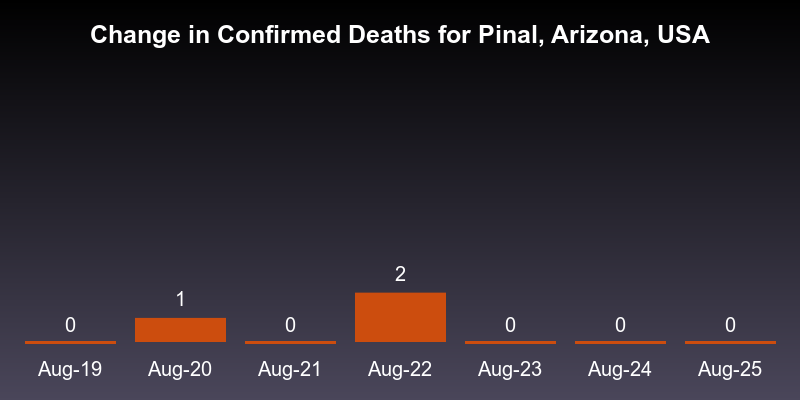 Change in Confirmed Deaths for Pinal, Arizona, USA
2
1
0 0 0 0 0
Aug-19 Aug-20 Aug-21 Aug-22 Aug-23 Aug-24 Aug-25